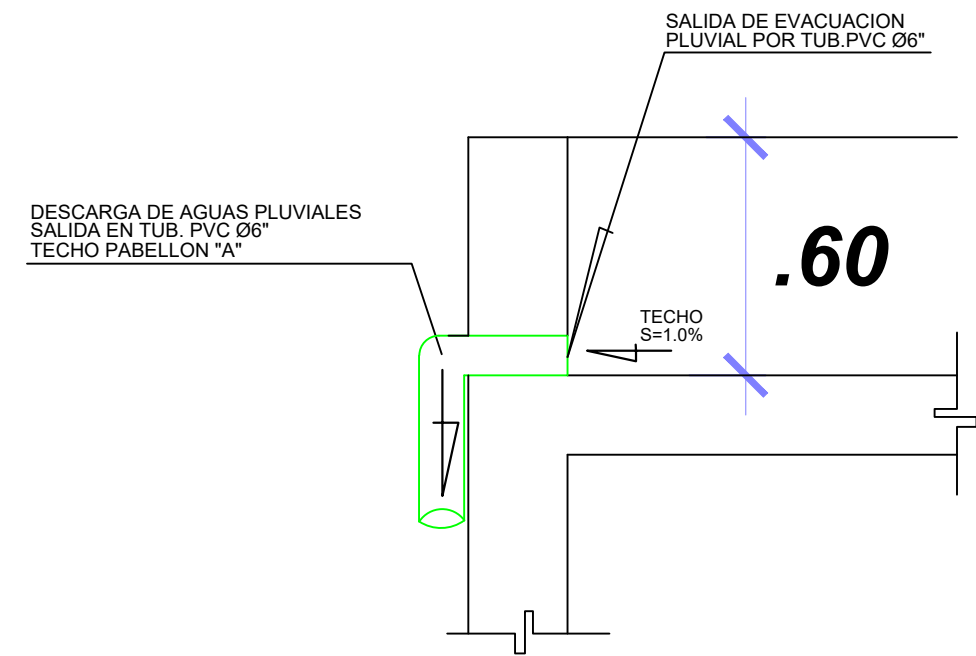 SALIDA DE EVACUACION
PLUVIAL POR TUB.PVC Ø6"
DESCARGA DE AGUAS PLUVIALES
SALIDA EN TUB. PVC Ø6"
TECHO PABELLON "A"
.60
TECHO
S=1.0%